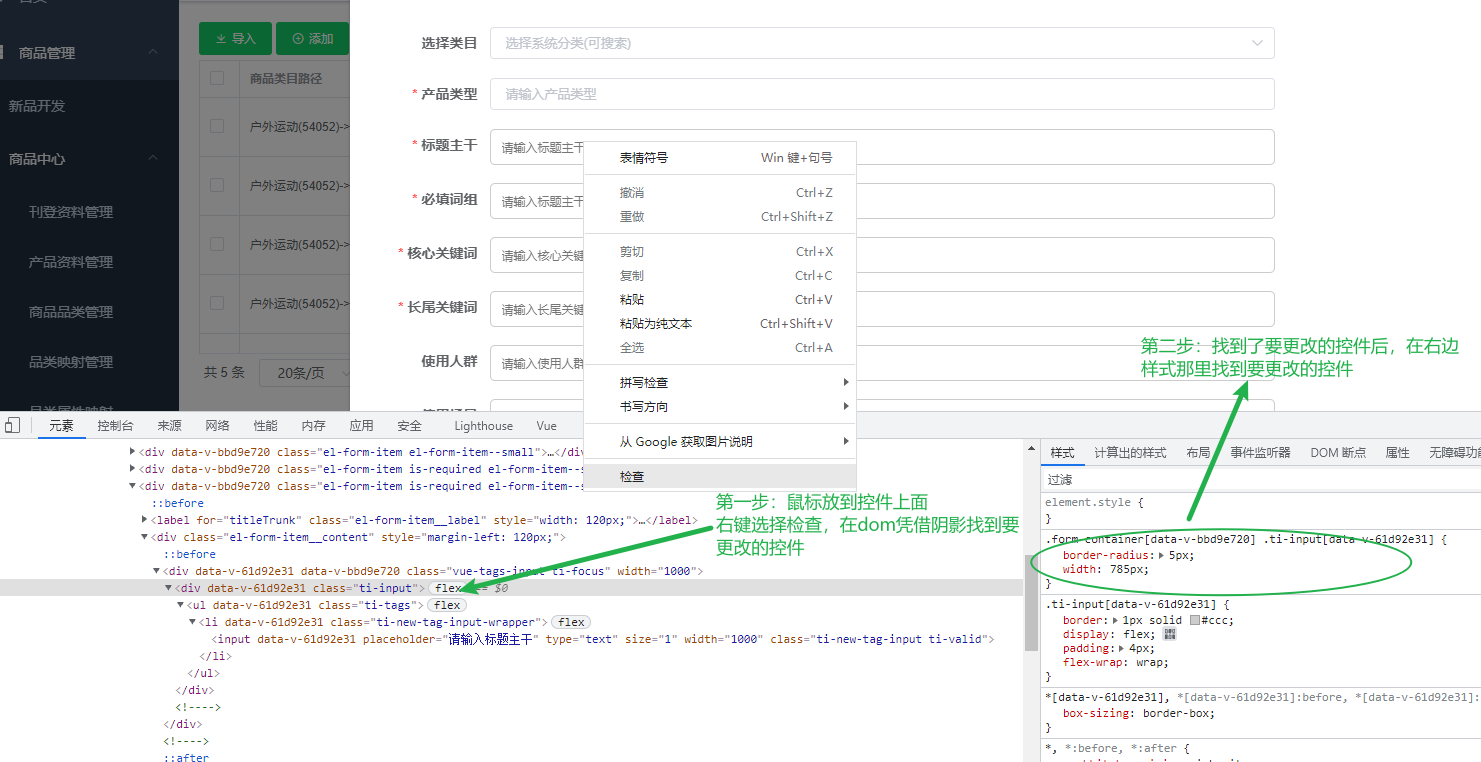 商品管理
新品开发
商品中心
刊登资料管理
产品资料管理
商品品类管理
品类映射管理
导入
添加
商品类目路径
户外运动(54052)->
户外运动(54052)->
户外运动(54052)->
户外运动(54052)->
共 5 条
20条/页
选择类目
选择系统分类(可搜索)
* 产品类型
请输入产品类型
* 标题主干
请输入标题主干
* 必填词组
请输入标题主干
* 核心关键词
请输入核心关键
* 长尾关键词
请输入长尾关键
使用人群
请输入使用人群
表情符号 Win 键+句号
撤消 Ctrl+Z
重做 Ctrl+Shift+Z
剪切 Ctrl+X
复制 Ctrl+C
粘贴 Ctrl+V
粘贴为纯文本 Ctrl+Shift+V
全选 Ctrl+A
拼写检查
书写方向
从 Google 获取图片说明
检查
第二步：找到了要更改的控件后，在右边
样式那里找到要更改的控件
第一步：鼠标放到控件上面
右键选择检查，在dom凭借阴影找到要
更改的控件
元素 控制台 来源 网络 性能 内存 应用 安全 Lighthouse Vue
<div data-v-bbd9e720 class="el-form-item el-form-item--small">…</di
<div data-v-bbd9e720 class="el-form-item is-required el-form-item--s
<div data-v-bbd9e720 class="el-form-item is-required el-form-item--s
::before
<label for="titleTrunk" class="el-form-item__label" style="width: 120px;">…</label>
<div class="el-form-item__content" style="margin-left: 120px;">
::before
<div data-v-61d92e31 data-v-bbd9e720 class="vue-tags-input ti-focus" width="1000">
<div data-v-61d92e31 class="ti-input"> flex == $0
<ul data-v-61d92e31 class="ti-tags"> flex
<li data-v-61d92e31 class="ti-new-tag-input-wrapper"> flex
<input data-v-61d92e31 placeholder="请输入标题主干" type="text" size="1" width="1000" class="ti-new-tag-input ti-valid">
</li>
</ul>
</div>
<!---->
</div>
<!---->
::after
样式 计算出的样式 布局 事件监听器 DOM 断点 属性 无障碍功
过滤
element.style {
}
.form-container[data-v-bbd9e720] .ti-input[data-v-61d92e31] {
border-radius: 5px;
width: 785px;
}
.ti-input[data-v-61d92e31] {
border: 1px solid #ccc;
display: flex;
padding: 4px;
flex-wrap: wrap;
}
*[data-v-61d92e31], *[data-v-61d92e31]:before, *[data-v-61d92e31]:
box-sizing: border-box;
}
*, *:before, *:after {